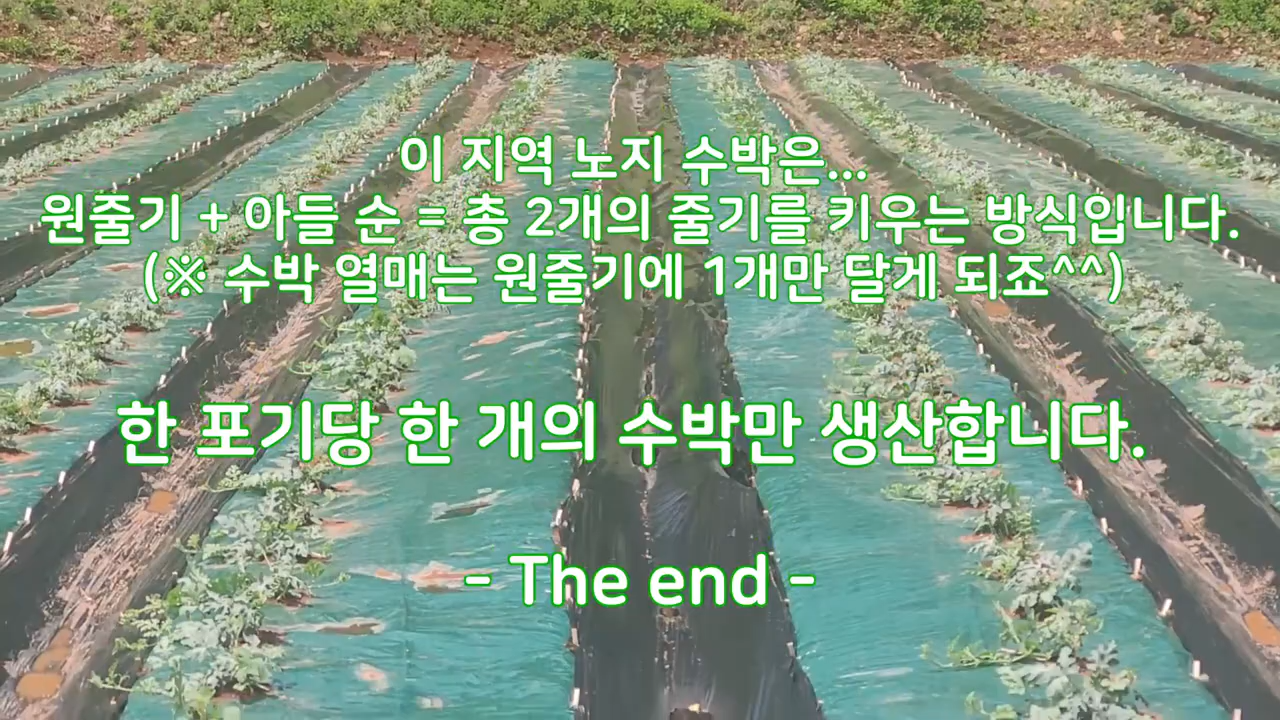 이 지역 노지 수박은...
원줄기 + 아들 순 = 총 2개의 줄기를 키우는 방식입니다.
(※ 수박 열매는 원줄기에 1개만 달게 되죠^^)
한 포기당 한 개의 수박만 생산합니다.
- The end -